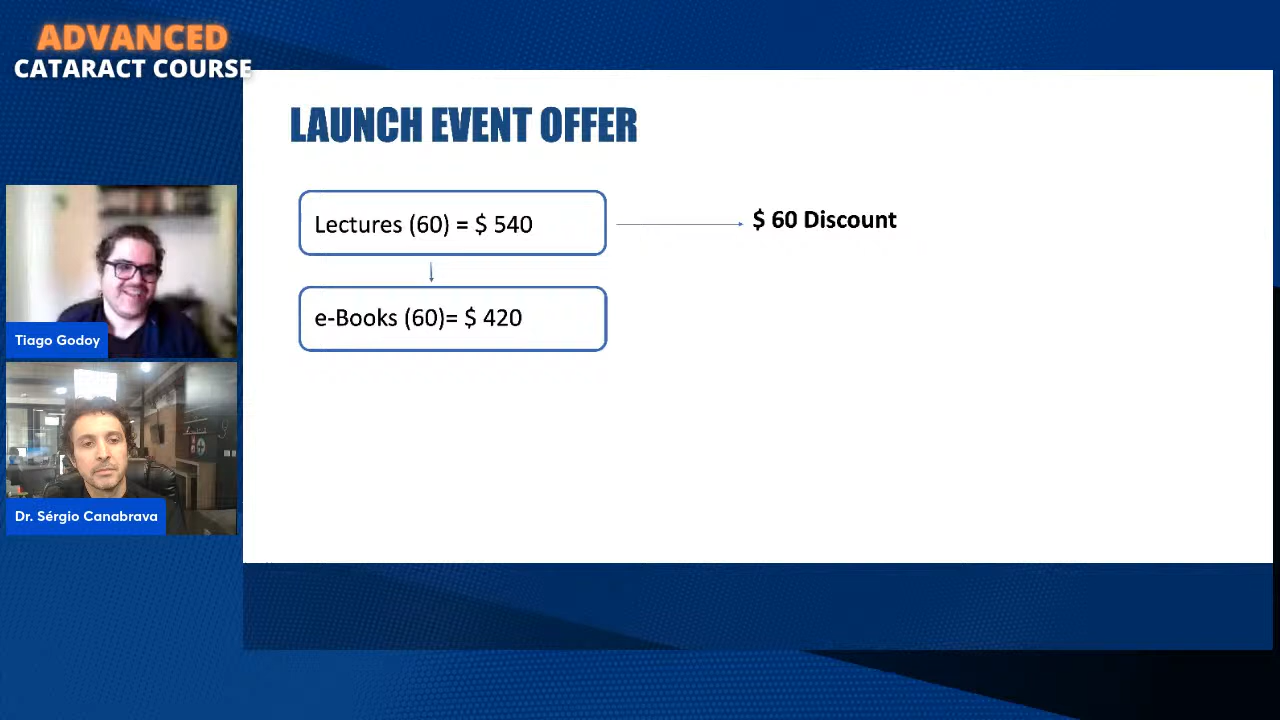 ADVANCED
CATARACT COURSE
LAUNCH EVENT OFFER
Lectures (60) = $ 540
$ 60 Discount
e-Books (60)= $ 420
Tiago Godoy
Dr. Sérgio Canabrava